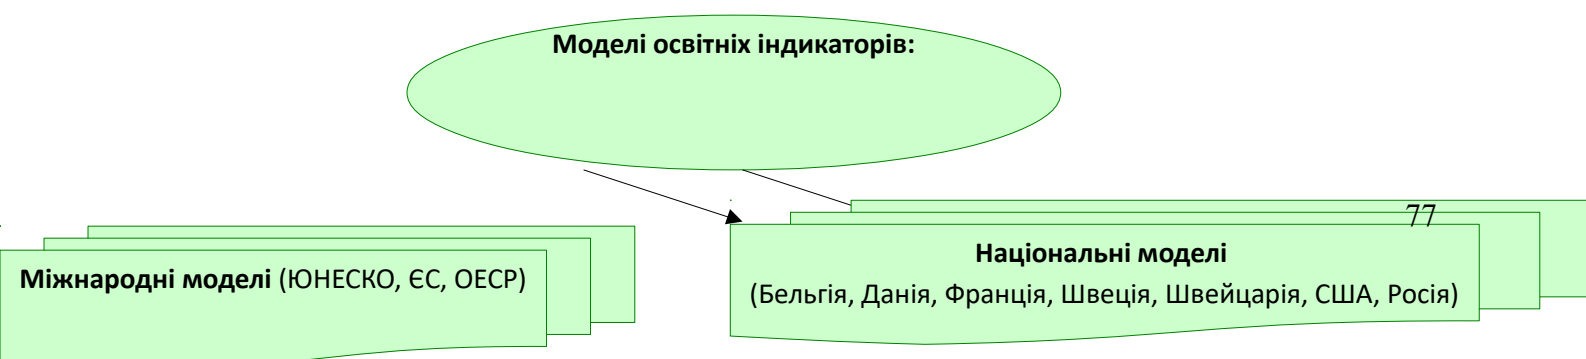 Моделі освітніх індикаторів:
77
Міжнародні моделі (ЮНЕСКО, ЄС, ОЕСР)
Національні моделі
(Бельгія, Данія, Франція, Швеція, Швейцарія, США, Росія)